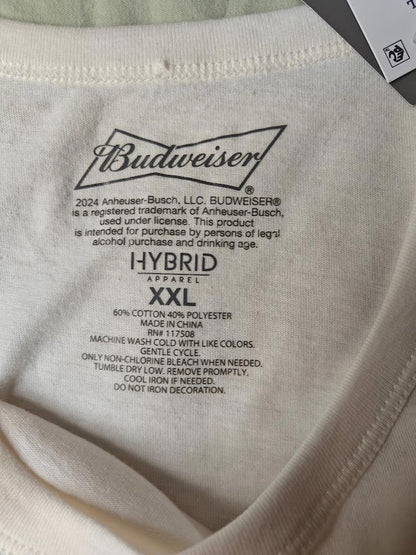 Budweiser
®
2024 Anheuser-Busch, LLC. BUDWEISER®
is a registered trademark of Anheuser-Busch,
used under license. This product
is intended for purchase by persons of legal
alcohol purchase and drinking age.
HYBRID
APPAREL
XXL
60% COTTON 40% POLYESTER
MADE IN CHINA
RN# 117508
MACHINE WASH COLD WITH LIKE COLORS.
GENTLE CYCLE.
ONLY NON-CHLORINE BLEACH WHEN NEEDED.
TUMBLE DRY LOW. REMOVE PROMPTLY.
COOL IRON IF NEEDED.
DO NOT IRON DECORATION.